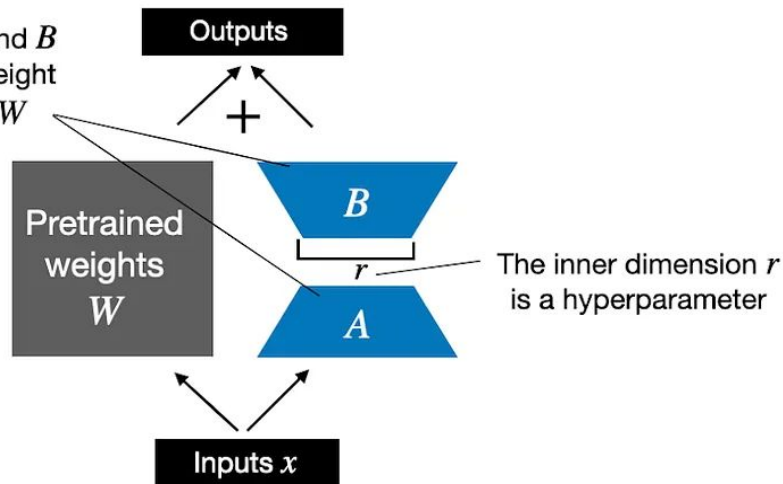 Outputs
nd B
eight
W
+
B
Pretrained
weights
W
r
The inner dimension r
is a hyperparameter
A
Inputs x